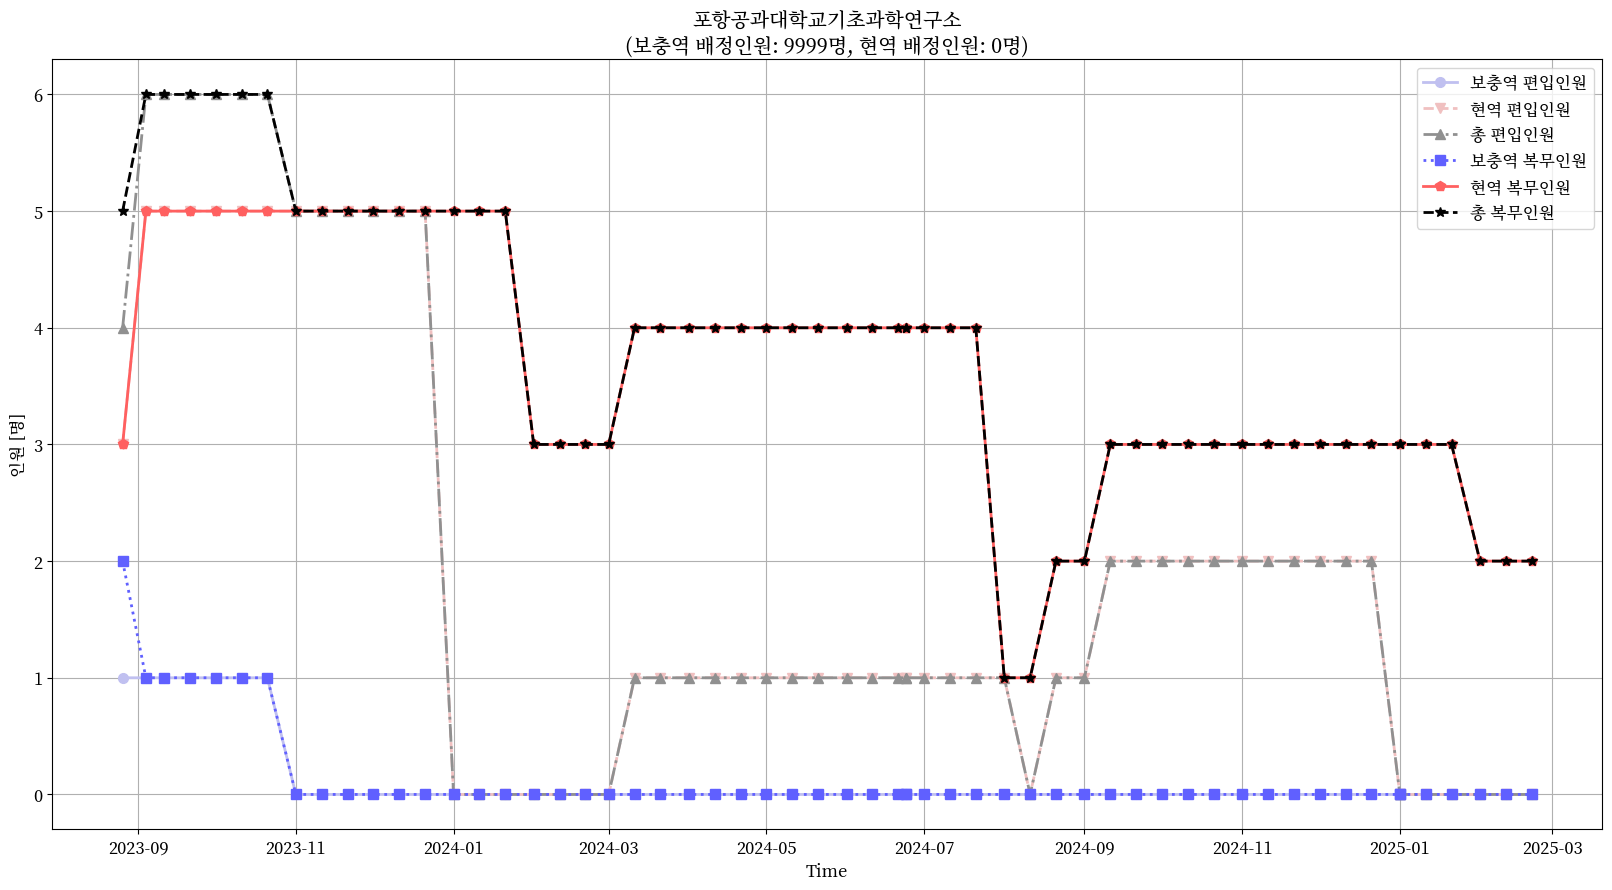 포항공과대학교기초과학연구소
(보충역 배정인원: 9999명, 현역 배정인원: 0명)
보충역 편입인원
현역 편입인원
총 편입인원
보충역 복무인원
현역 복무인원
총 복무인원
인원 [명]
6
5
4
3
2
1
0
2023-09
2023-11
2024-01
2024-03
2024-05
2024-07
2024-09
2024-11
2025-01
2025-03
Time